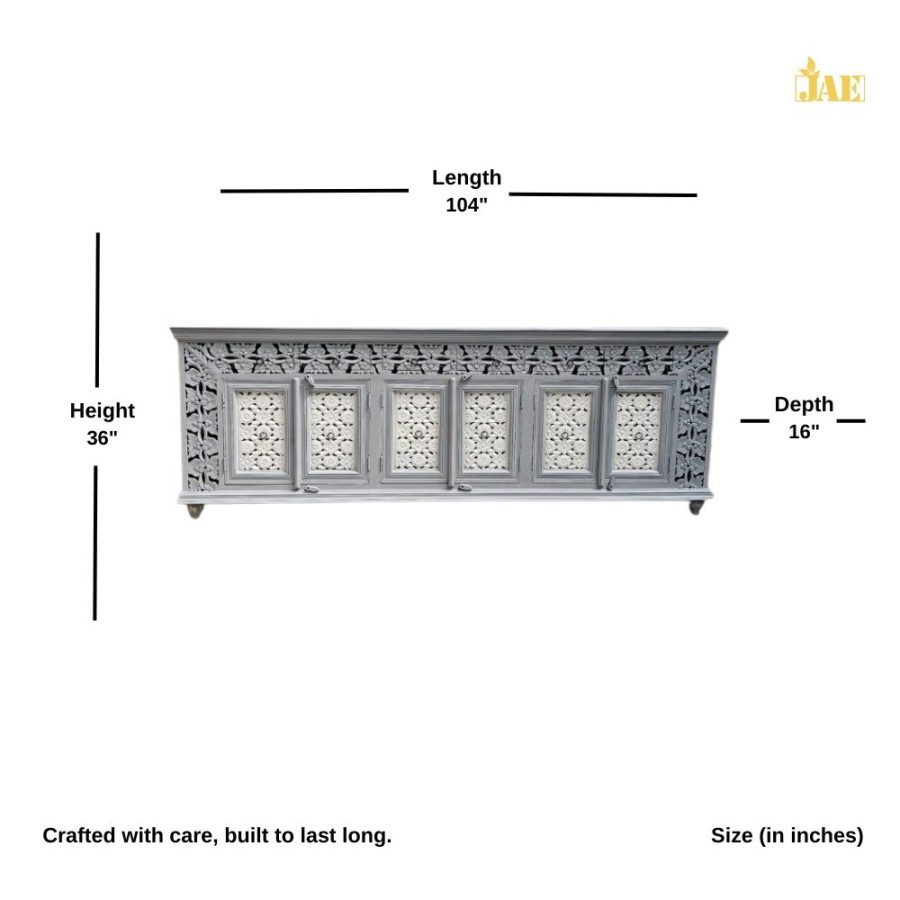 JAE
Length
104"
Height
36"
Depth
16"
Crafted with care, built to last long.
Size (in inches)